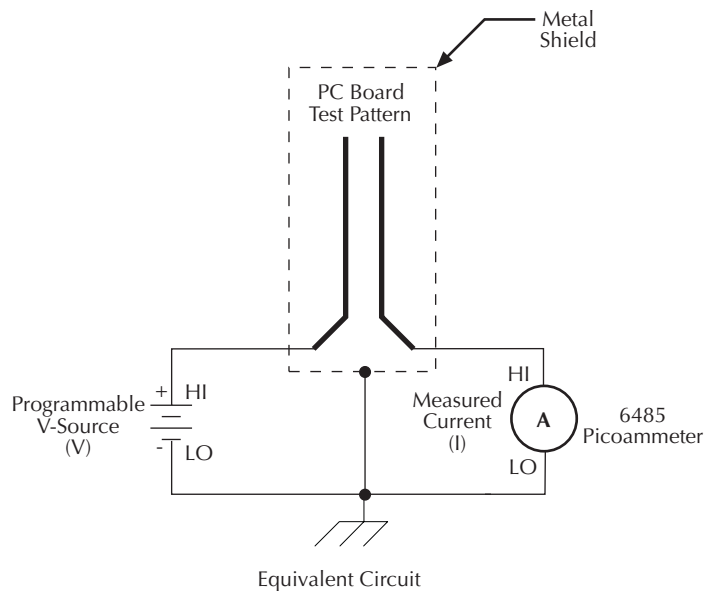 Metal
Shield
PC Board
Test Pattern
+
HI
Programmable
V-Source
(V)
-
LO
HI
Measured
Current
(I)
A
6485
Picoammeter
LO
Equivalent Circuit